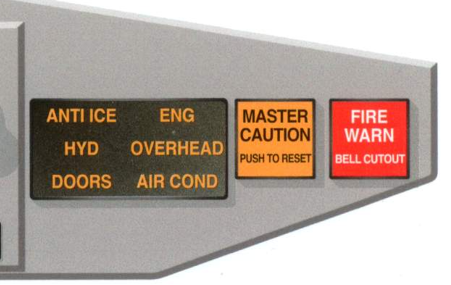 ANTI ICE ENG
HYD OVERHEAD
DOORS AIR COND
MASTER
CAUTION
PUSH TO RESET
FIRE
WARN
BELL CUTOUT